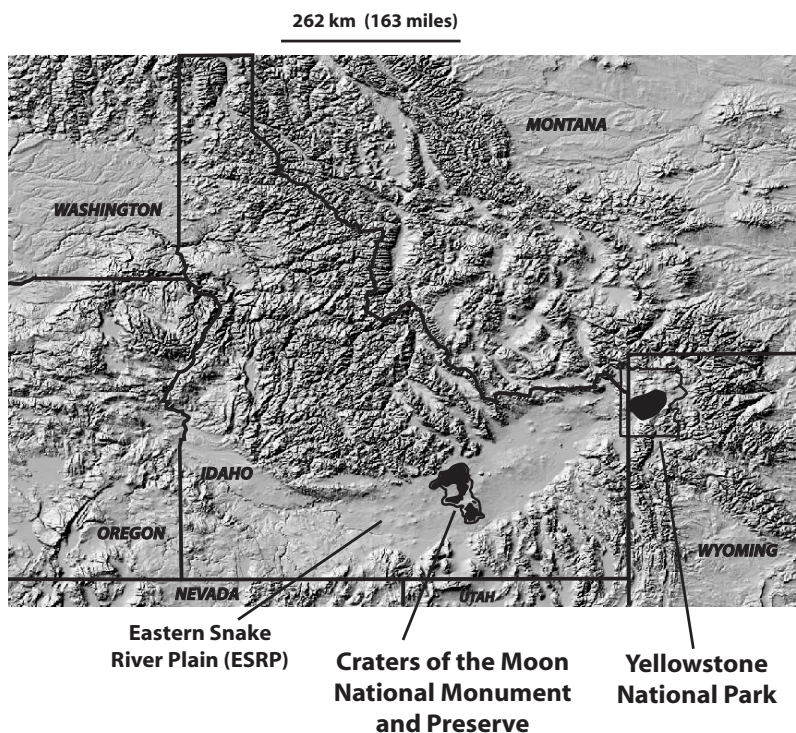 262 km (163 miles)
MONTANA
WASHINGTON
IDAHO
OREGON
WYOMING
NEVADA
UTAH
Eastern Snake
River Plain (ESRP)
Craters of the Moon
National Monument
and Preserve
Yellowstone
National Park